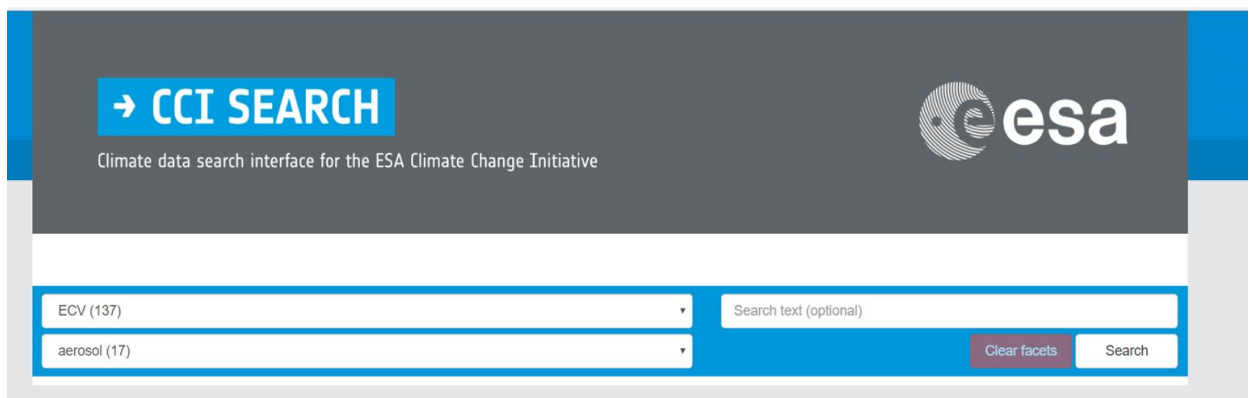 → CCI SEARCH
esa
Climate data search interface for the ESA Climate Change Initiative
ECV (137)
Search text (optional)
aerosol (17)
Clear facets
Search